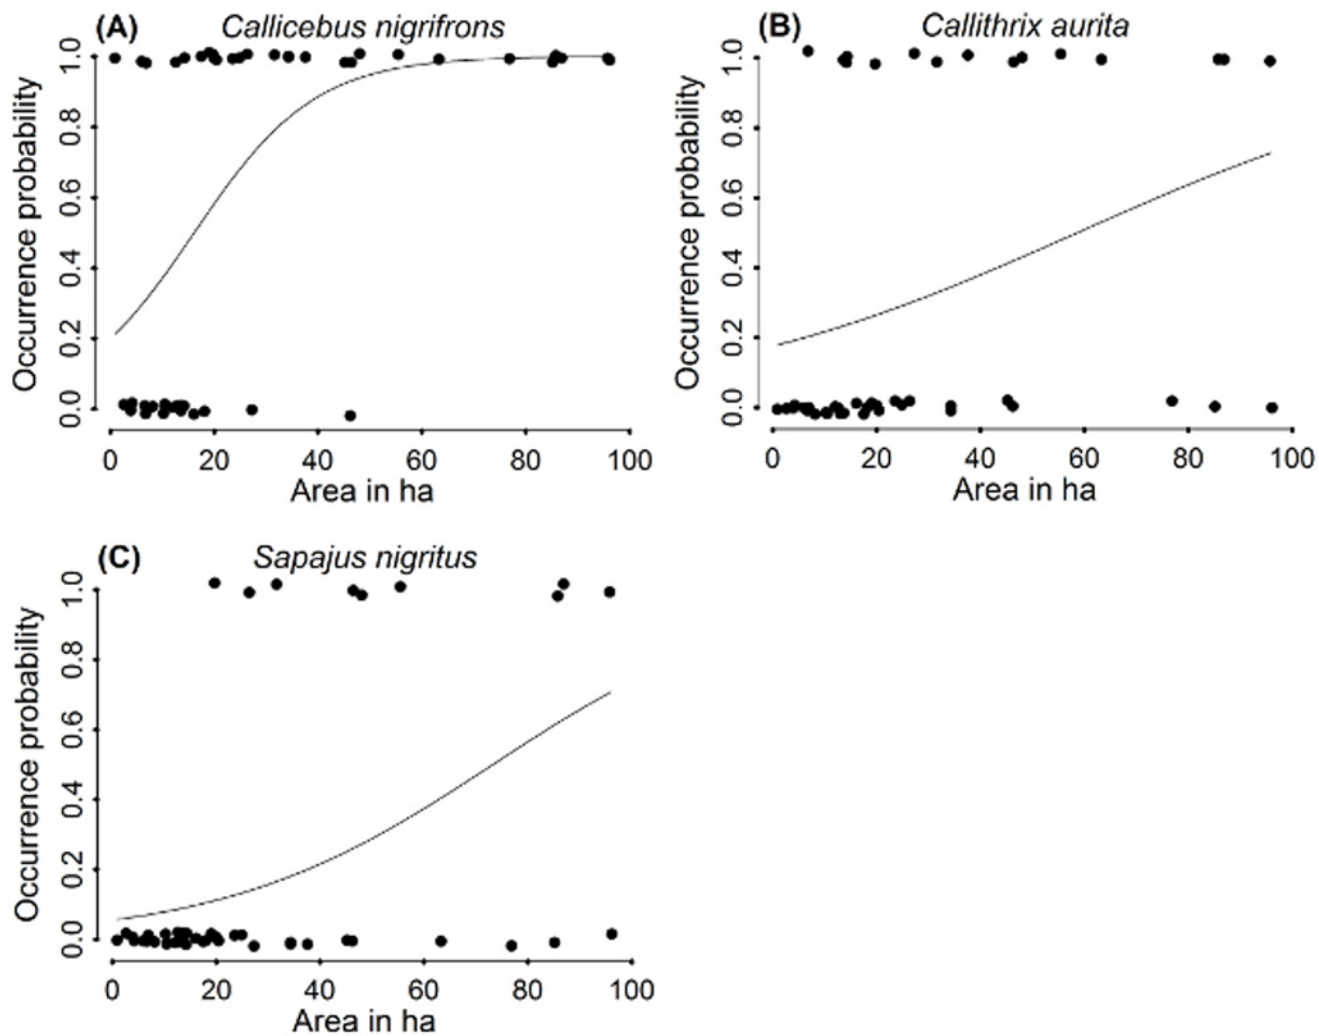 (A) Callicebus nigrifrons
Occurrence probability
0.0 0.2 0.4 0.6 0.8 1.0
0 20 40 60 80 100
Area in ha
(B) Callithrix aurita
Occurrence probability
0.0 0.2 0.4 0.6 0.8 1.0
0 20 40 60 80 100
Area in ha
(C) Sapajus nigritus
Occurrence probability
0.0 0.2 0.4 0.6 0.8 1.0
0 20 40 60 80 100
Area in ha